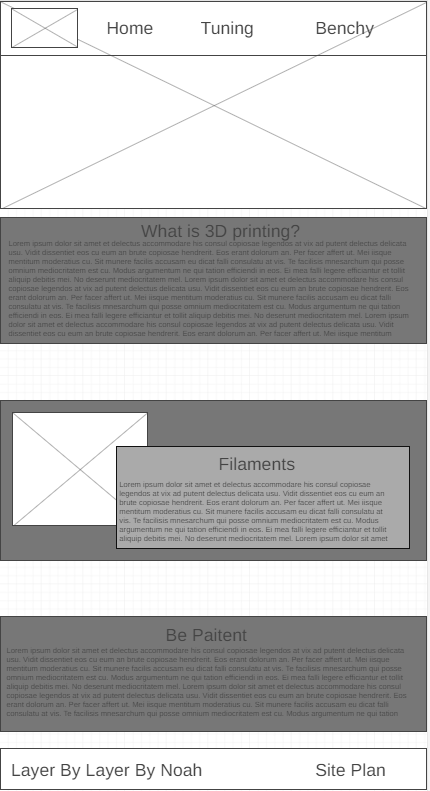 Home Tuning Benchy
What is 3D printing?
Lorem ipsum dolor sit amet et delectus accommodare his consul copiosae legendos at vix ad putent delectus delicata
usu. Vidit dissentiet eos cu eum an brute copiosae hendrerit. Eos erant dolorum an. Per facer affert ut. Mei iisque
mentitum moderatius cu. Sit munere facilis accusam eu dicat falli consulatu at vis. Te facilisis mnesarchum qui posse
omnium mediocritatem est cu. Modus argumentum ne qui tation efficiendi in eos. Ei mea falli legere efficiantur et tollit
aliquip debitis mei. No deserunt mediocritatem. Lorem ipsum dolor sit amet et delectus accommodare his consul
copiosae legendos at vix ad putent delectus delicata usu. Vidit dissentiet eos cu eum an brute copiosae hendrerit. Eos
erant dolorum an. Per facer affert ut. Mei iisque mentitum moderatius cu. Sit munere facilis accusam eu dicat falli
consulatu at vis. Te facilisis mnesarchum qui posse omnium mediocritatem est cu. Modus argumentum ne qui tation
efficiendi in eos. Ei mea falli legere efficiantur et tollit aliquip debitis mei. No deserunt mediocritatem. Lorem ipsum
dolor sit amet et delectus accommodare his consul copiosae legendos at vix ad putent delectus delicata usu. Vidit
dissentiet eos cu eum an brute copiosae hendrerit. Eos erant dolorum an. Per facer affert ut. Mei iisque mentitum
Filaments
Lorem ipsum dolor sit amet et delectus accommodare his consul copiosae
legendos at vix ad putent delectus delicata usu. Vidit dissentiet eos cu eum an
brute copiosae hendrerit. Eos erant dolorum an. Per facer affert ut. Mei iisque
mentitum moderatius cu. Sit munere facilis accusam eu dicat falli consulatu at
vis. Te facilisis mnesarchum qui posse omnium mediocritatem est cu. Modus
argumentum ne qui tation efficiendi in eos. Ei mea falli legere efficiantur et tollit
aliquip debitis mei. No deserunt mediocritatem. Lorem ipsum dolor sit amet
Be Paitent
Lorem ipsum dolor sit amet et delectus accommodare his consul copiosae legendos at vix ad putent delectus delicata
usu. Vidit dissentiet eos cu eum an brute copiosae hendrerit. Eos erant dolorum an. Per facer affert ut. Mei iisque
mentitum moderatius cu. Sit munere facilis accusam eu dicat falli consulatu at vis. Te facilisis mnesarchum qui posse
omnium mediocritatem est cu. Modus argumentum ne qui tation efficiendi in eos. Ei mea falli legere efficiantur et tollit
aliquip debitis mei. No deserunt mediocritatem. Lorem ipsum dolor sit amet et delectus accommodare his consul
copiosae legendos at vix ad putent delectus delicata usu. Vidit dissentiet eos cu eum an brute copiosae hendrerit. Eos
erant dolorum an. Per facer affert ut. Mei iisque mentitum moderatius cu. Sit munere facilis accusam eu dicat falli
consulatu at vis. Te facilisis mnesarchum qui posse omnium mediocritatem est cu. Modus argumentum ne qui tation
Layer By Layer By Noah Site Plan